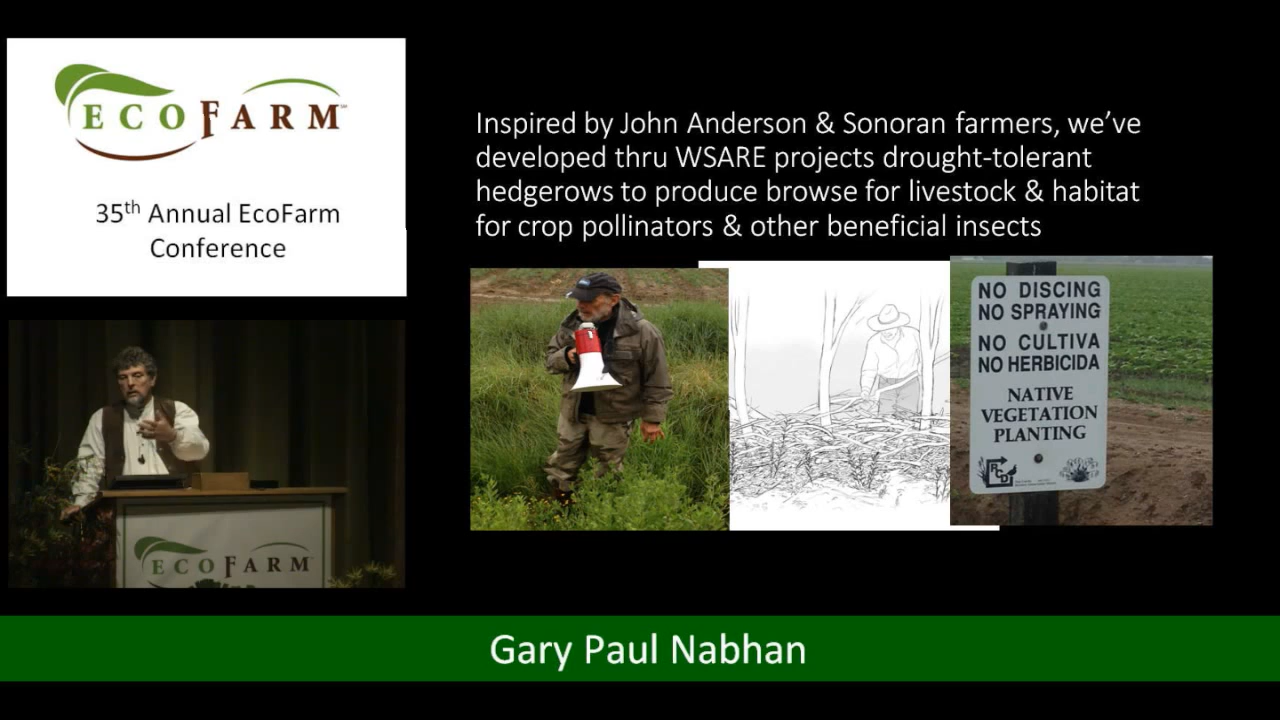 ECOFARM
35th Annual EcoFarm
Conference
Inspired by John Anderson & Sonoran farmers, we’ve
developed thru WSARE projects drought-tolerant
hedgerows to produce browse for livestock & habitat
for crop pollinators & other beneficial insects
NO DISCING
NO SPRAYING
NO CULTIVA
NO HERBICIDA
NATIVE
VEGETATION
PLANTING
RCD
ECOFARM
Gary Paul Nabhan